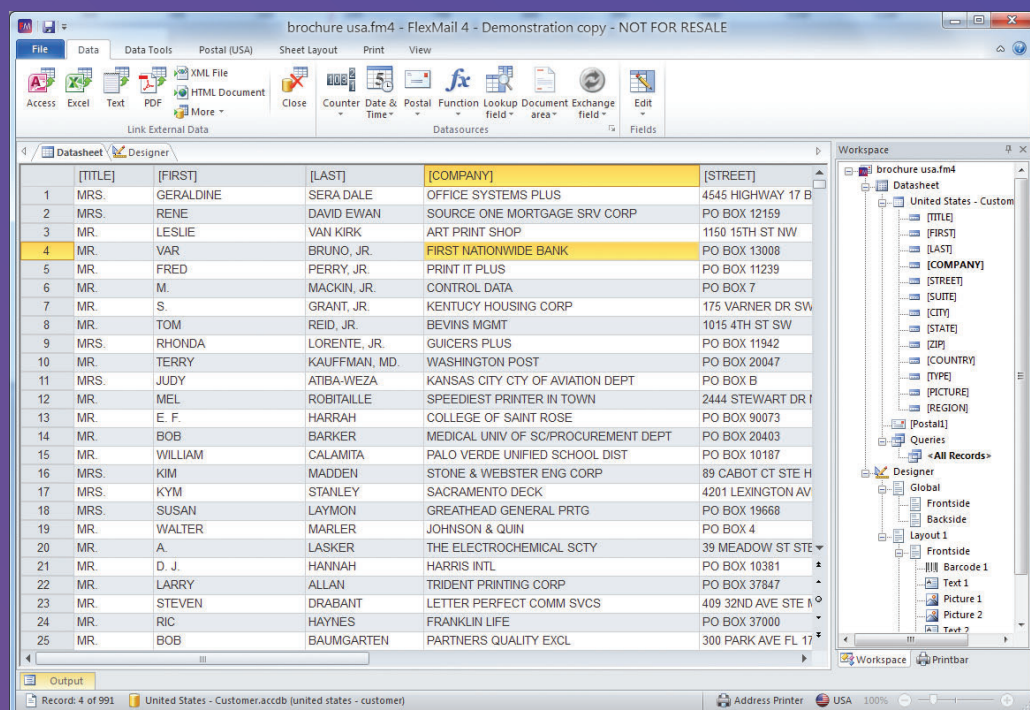 brochure usa.fm4 - FlexMail 4 - Demonstration copy - NOT FOR RESALE
File Data Data Tools Postal (USA) Sheet Layout Print View
Access Excel Text PDF XML File HTML Document More Close Counter Date & Time Postal Function Lookup field Document area Exchange field Edit
Link External Data Datasources Fields
Datasheet Designer
[TITLE] [FIRST] [LAST] [COMPANY] [STREET]
1 MRS. GERALDINE SERA DALE OFFICE SYSTEMS PLUS 4545 HIGHWAY 17 B
2 MRS. RENE DAVID EWAN SOURCE ONE MORTGAGE SRV CORP PO BOX 12159
3 MR. LESLIE VAN KIRK ART PRINT SHOP 1150 15TH ST NW
4 MR. VAR BRUNO, JR. FIRST NATIONWIDE BANK PO BOX 13008
5 MR. FRED PERRY, JR. PRINT IT PLUS PO BOX 11239
6 MR. M. MACKIN, JR. CONTROL DATA PO BOX 7
7 MR. S. GRANT, JR. KENTUCY HOUSING CORP 175 VARNER DR SW
8 MR. TOM REID, JR. BEVINS MGMT 1015 4TH ST SW
9 MRS. RHONDA LORENTE, JR. GUICERS PLUS PO BOX 11942
10 MR. TERRY KAUFFMAN, MD. WASHINGTON POST PO BOX 20047
11 MRS. JUDY ATIBA-WEZA KANSAS CITY CTY OF AVIATION DEPT PO BOX B
12 MR. MEL ROBITAILLE SPEEDIEST PRINTER IN TOWN 2444 STEWART DR
13 MR. E. F. HARRAH COLLEGE OF SAINT ROSE PO BOX 90073
14 MR. BOB BARKER MEDICAL UNIV OF SC/PROCUREMENT DEPT PO BOX 20403
15 MR. WILLIAM CALAMITA PALO VERDE UNIFIED SCHOOL DIST PO BOX 10187
16 MRS. KIM MADDEN STONE & WEBSTER ENG CORP 89 CABOT CT STE H
17 MRS. KYM STANLEY SACRAMENTO DECK 4201 LEXINGTON AV
18 MRS. SUSAN LAYMON GREATHEAD GENERAL PRTG PO BOX 19668
19 MR. WALTER MARLER JOHNSON & QUIN PO BOX 4
20 MR. A. LASKER THE ELECTROCHEMICAL SCTY 39 MEADOW ST STE
21 MR. D. J. HANNAH HARRIS INTL PO BOX 10381
22 MR. LARRY ALLAN TRIDENT PRINTING CORP PO BOX 37847
23 MR. STEVEN DRABANT LETTER PERFECT COMM SVCS 409 32ND AVE STE
24 MR. RIC HAYNES FRANKLIN LIFE PO BOX 37000
25 MR. BOB BAUMGARTEN PARTNERS QUALITY EXCL 300 PARK AVE FL 17
Workspace
brochure usa.fm4
Datasheet
United States - Custom
[TITLE]
[FIRST]
[LAST]
[COMPANY]
[STREET]
[SUITE]
[CITY]
[STATE]
[ZIP]
[COUNTRY]
[TYPE]
[PICTURE]
[REGION]
[Postal1]
Queries
<All Records>
Designer
Global
Frontside
Backside
Layout 1
Frontside
Barcode 1
Text 1
Picture 1
Picture 2
Text 2
Workspace Printbar
Output
Record: 4 of 991 United States - Customer.accdb (united states - customer) Address Printer USA 100%